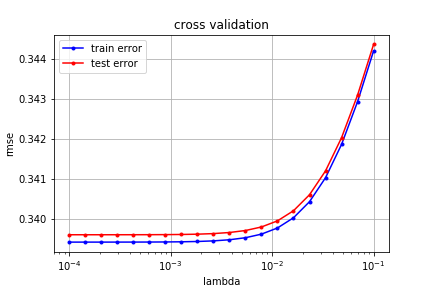 cross validation
train error
test error
0.344
0.343
0.342
0.341
0.340
rmse
10⁻⁴
10⁻³
10⁻²
10⁻¹
lambda